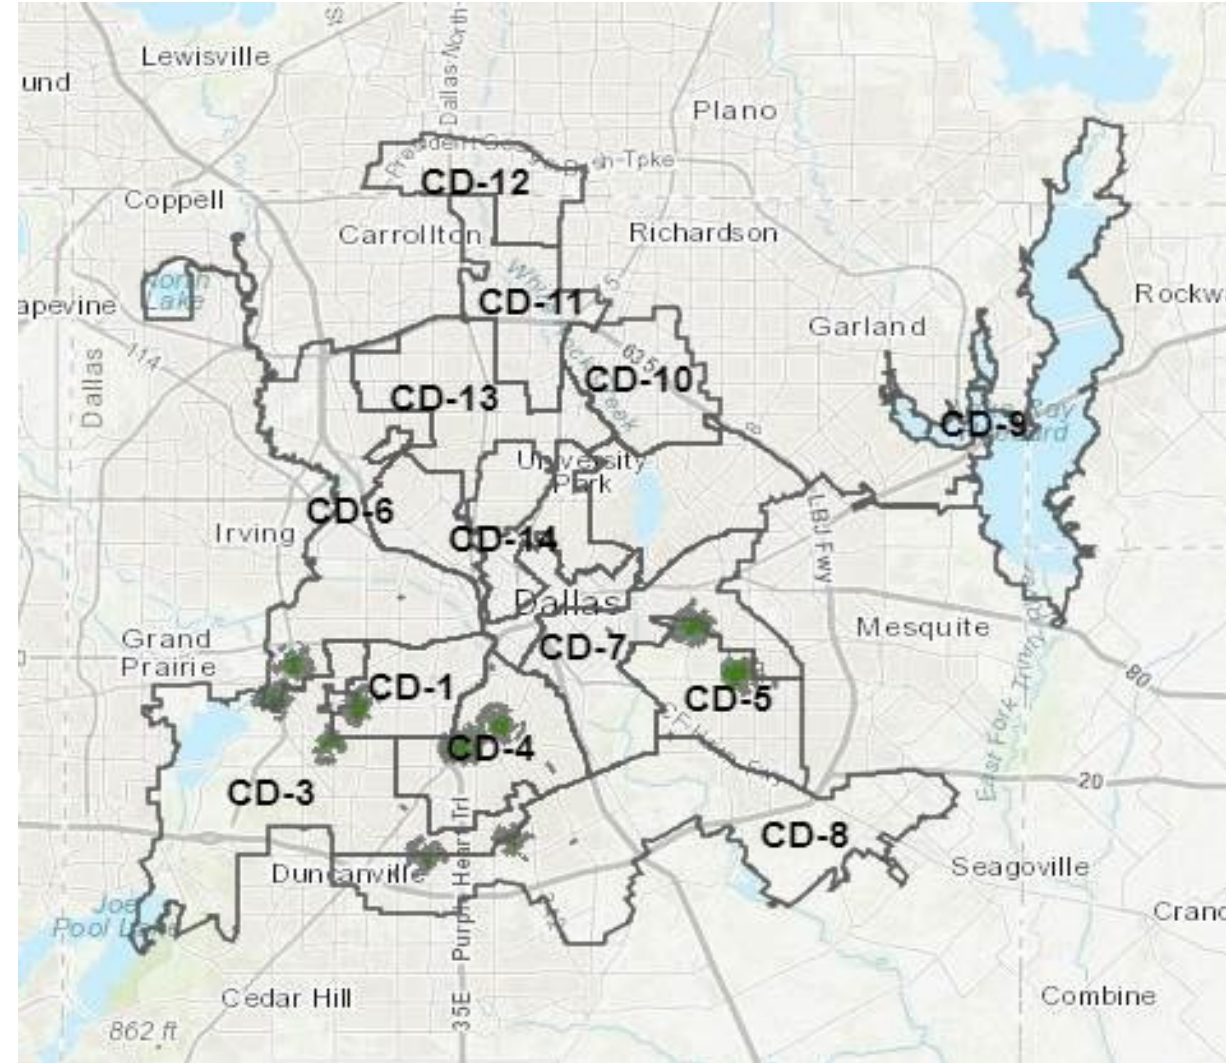 Lewisville
und
Plano
Dallas North
CD-12
Coppell
Carrollton
Richardson
North
Lake
apevine
CD-11
Rockw
114
635
Garland
Dallas
CD-13
CD-10
CD-9
University
Park
CD-6
Irving
CD-14
LBJ Fwy
Dallas
Grand
Prairie
CD-7
Mesquite
80
CD-1
CD-5
CD-4
East Fork Trinity River
20
CD-3
CD-8
Purple Heart Trl
Duncanville
Seagoville
Joe
Pool Lake
Cranc
35E
Cedar Hill
Combine
862 ft